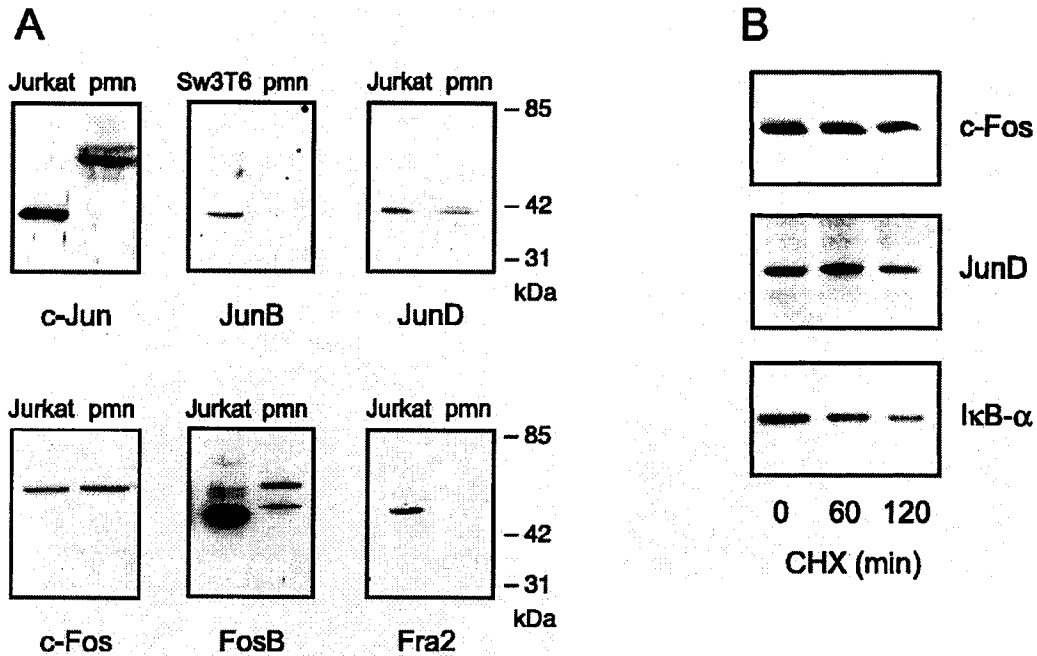 A
Jurkat pmn
Sw3T6 pmn
Jurkat pmn
– 85
– 42
– 31
kDa
c-Jun
JunB
JunD
Jurkat pmn
Jurkat pmn
Jurkat pmn
– 85
– 42
– 31
kDa
c-Fos
FosB
Fra2
B
c-Fos
JunD
IκB-α
0 60 120
CHX (min)